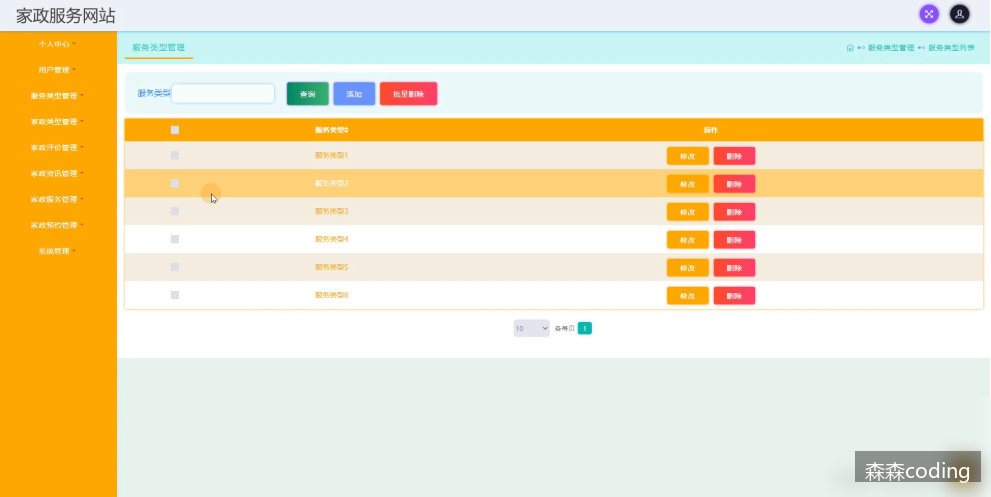 家政服务网站
个人中心
用户管理
服务类型管理
家政类型管理
家政评价管理
家政资讯管理
家政服务管理
家政预约管理
系统管理
服务类型管理
服务类型管理 服务类型列表
服务类型 查询 添加 批量删除
服务类型 操作
服务类型1 修改 删除
服务类型2 修改 删除
服务类型3 修改 删除
服务类型4 修改 删除
服务类型5 修改 删除
服务类型6 修改 删除
10 条每页 1
森森coding